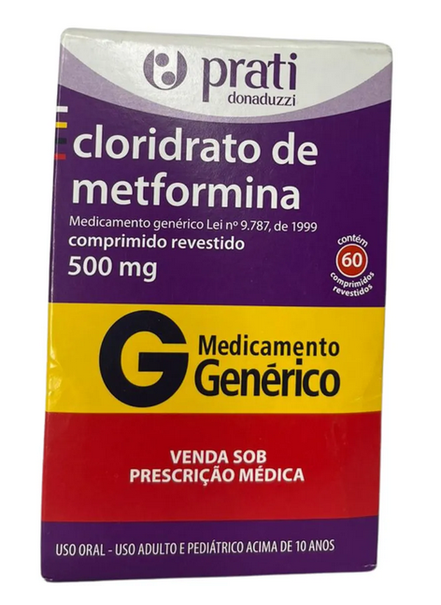 prati
donaduzzi
cloridrato de
metformina
Medicamento genérico Lei nº 9.787, de 1999
comprimido revestido
500 mg
contém
60
comprimidos
revestidos
G Medicamento
Genérico
VENDA SOB
PRESCRIÇÃO MÉDICA
USO ORAL - USO ADULTO E PEDIÁTRICO ACIMA DE 10 ANOS